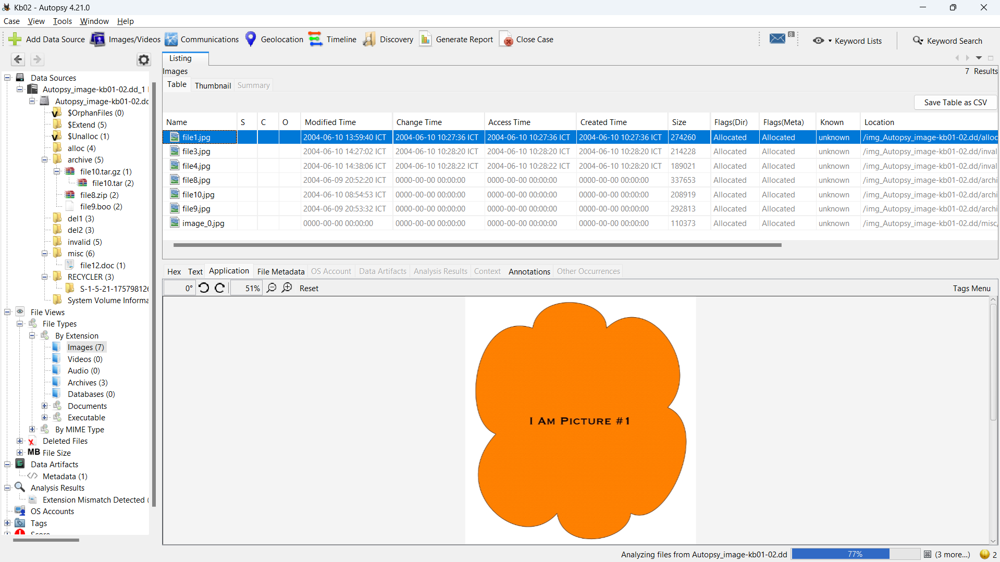 Kb02 - Autopsy 4.21.0
Case View Tools Window Help
Add Data Source Images/Videos Communications Geolocation Timeline Discovery Generate Report Close Case 8 Keyword Lists Keyword Search
Listing
Images 7 Results
Table Thumbnail Summary
Save Table as CSV
Name S C O Modified Time Change Time Access Time Created Time Size Flags(Dir) Flags(Meta) Known Location
file1.jpg 2004-06-10 13:59:40 ICT 2004-06-10 10:27:36 ICT 2004-06-10 10:27:36 ICT 2004-06-10 10:27:36 ICT 274260 Allocated Allocated unknown /img_Autopsy_image-kb01-02.dd/alloc
file3.jpg 2004-06-10 14:27:02 ICT 2004-06-10 10:28:20 ICT 2004-06-10 10:28:20 ICT 2004-06-10 10:28:20 ICT 214228 Allocated Allocated unknown /img_Autopsy_image-kb01-02.dd/inval
file4.jpg 2004-06-10 14:38:06 ICT 2004-06-10 10:28:22 ICT 2004-06-10 10:28:22 ICT 2004-06-10 10:28:20 ICT 189021 Allocated Allocated unknown /img_Autopsy_image-kb01-02.dd/inval
file8.jpg 2004-06-09 20:52:20 ICT 0000-00-00 00:00:00 0000-00-00 00:00:00 0000-00-00 00:00:00 337653 Allocated Allocated unknown /img_Autopsy_image-kb01-02.dd/archi
file10.jpg 2004-06-10 08:54:53 ICT 0000-00-00 00:00:00 0000-00-00 00:00:00 0000-00-00 00:00:00 208919 Allocated Allocated unknown /img_Autopsy_image-kb01-02.dd/archi
file9.jpg 2004-06-09 20:53:32 ICT 0000-00-00 00:00:00 0000-00-00 00:00:00 0000-00-00 00:00:00 292813 Allocated Allocated unknown /img_Autopsy_image-kb01-02.dd/archi
image_0.jpg 0000-00-00 00:00:00 0000-00-00 00:00:00 0000-00-00 00:00:00 0000-00-00 00:00:00 110373 Allocated Allocated unknown /img_Autopsy_image-kb01-02.dd/misc,
Data Sources
Autopsy_image-kb01-02.dd_1
Autopsy_image-kb01-02.dd
$OrphanFiles (0)
$Extend (5)
$Unalloc (1)
alloc (4)
archive (5)
file10.tar.gz (1)
file10.tar (2)
file8.zip (2)
file9.boo (2)
del1 (3)
del2 (3)
invalid (5)
misc (6)
file12.doc (1)
RECYCLER (3)
S-1-5-21-175798126
System Volume Informa
File Views
File Types
By Extension
Images (7)
Videos (0)
Audio (0)
Archives (3)
Databases (0)
Documents
Executable
By MIME Type
Deleted Files
MB File Size
Data Artifacts
Metadata (1)
Analysis Results
Extension Mismatch Detected (
OS Accounts
Tags
Score
Hex Text Application File Metadata OS Account Data Artifacts Analysis Results Context Annotations Other Occurrences
0° 51% Reset Tags Menu
I Am Picture #1
Analyzing files from Autopsy_image-kb01-02.dd 77% (3 more...) 2